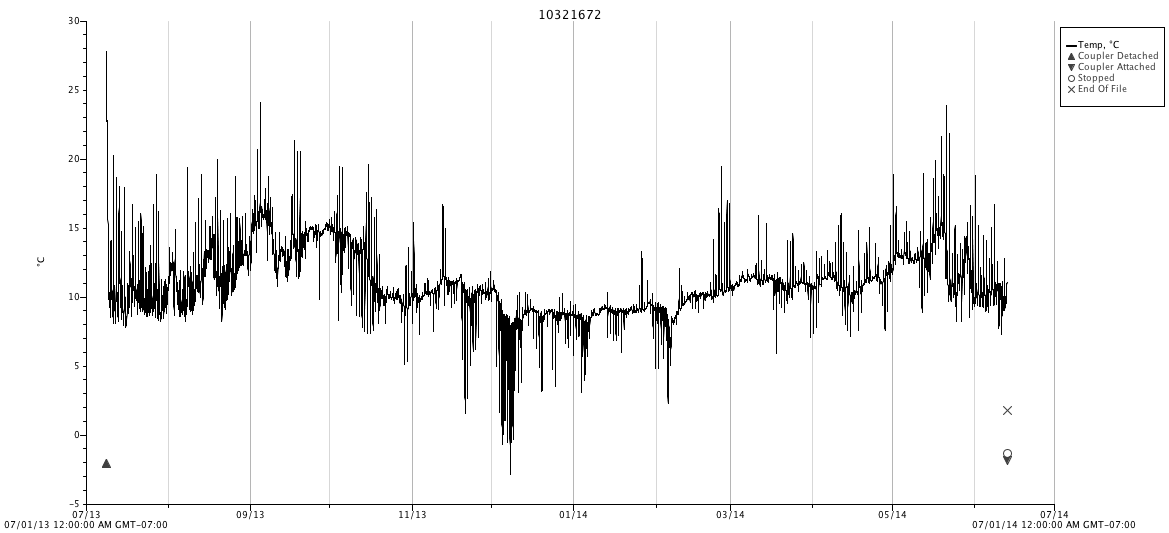 10321672
30
25
20
15
10
5
0
-5
°C
Temp, °C
Coupler Detached
Coupler Attached
Stopped
End Of File
07/13
09/13
11/13
01/14
03/14
05/14
07/14
07/01/13 12:00:00 AM GMT-07:00
07/01/14 12:00:00 AM GMT-07:00